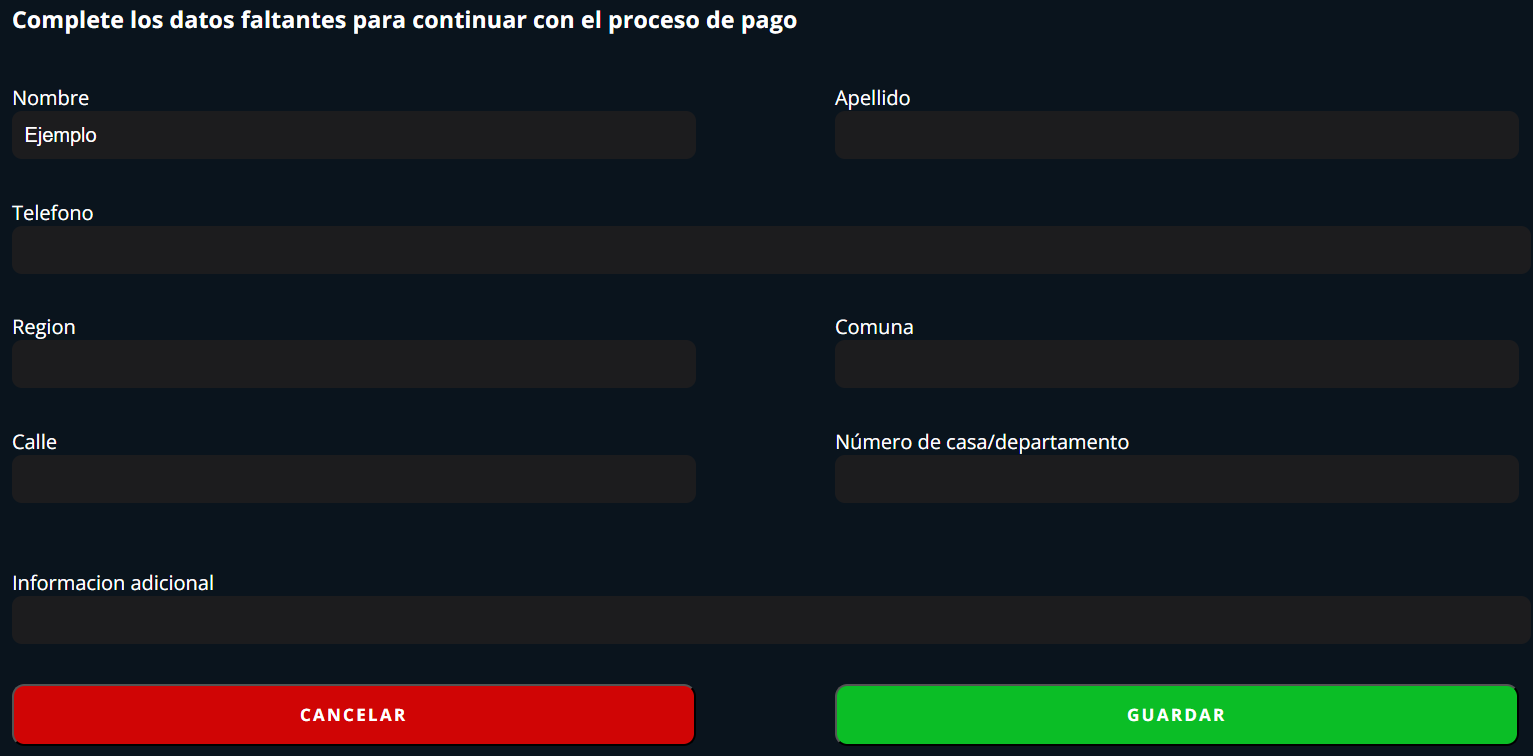 Complete los datos faltantes para continuar con el proceso de pago
Nombre
Apellido
Ejemplo
Telefono
Region
Comuna
Calle
Número de casa/departamento
Informacion adicional
CANCELAR
GUARDAR